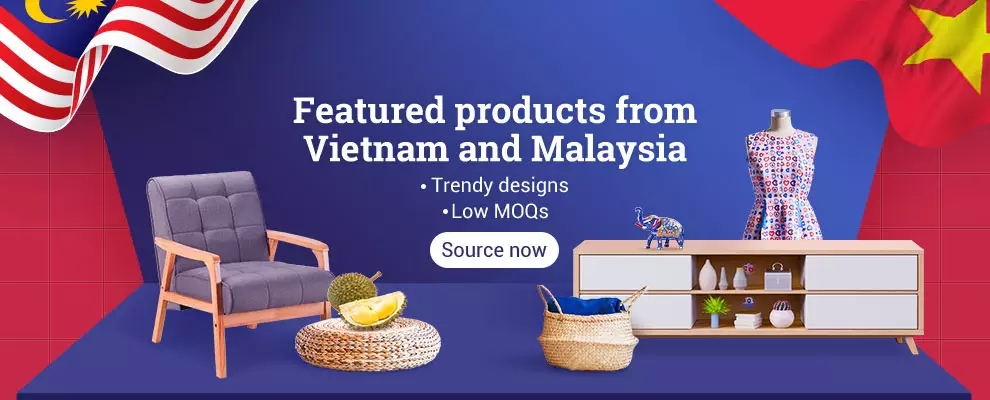 Featured products from
Vietnam and Malaysia
• Trendy designs
•Low MOQs
Source now